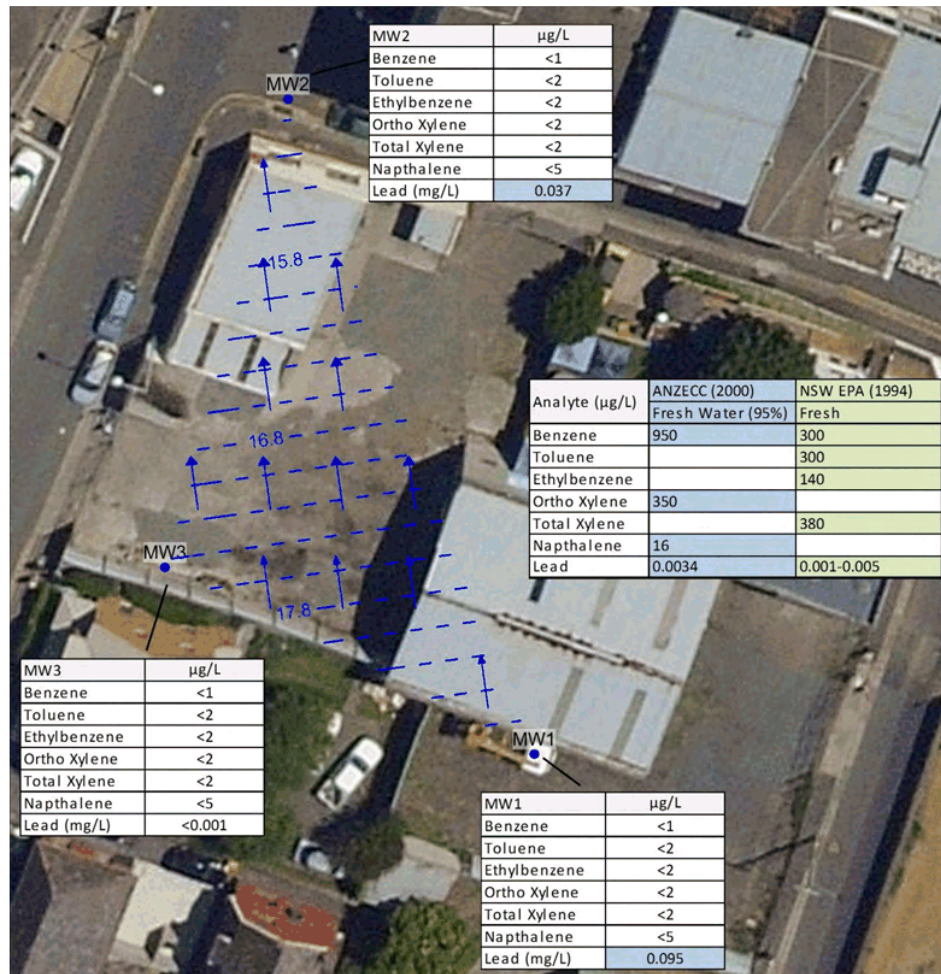 MW2 µg/L
Benzene <1
Toluene <2
Ethylbenzene <2
Ortho Xylene <2
Total Xylene <2
Napthalene <5
Lead (mg/L) 0.037
MW2
15.8
Analyte (µg/L) ANZECC (2000) NSW EPA (1994)
Fresh Water (95%) Fresh
Benzene 950 300
Toluene 300
Ethylbenzene 140
Ortho Xylene 350
Total Xylene 380
Napthalene 16
Lead 0.0034 0.001-0.005
16.8
MW3
17.8
MW3 µg/L
Benzene <1
Toluene <2
Ethylbenzene <2
Ortho Xylene <2
Total Xylene <2
Napthalene <5
Lead (mg/L) <0.001
MW1
MW1 µg/L
Benzene <1
Toluene <2
Ethylbenzene <2
Ortho Xylene <2
Total Xylene <2
Napthalene <5
Lead (mg/L) 0.095